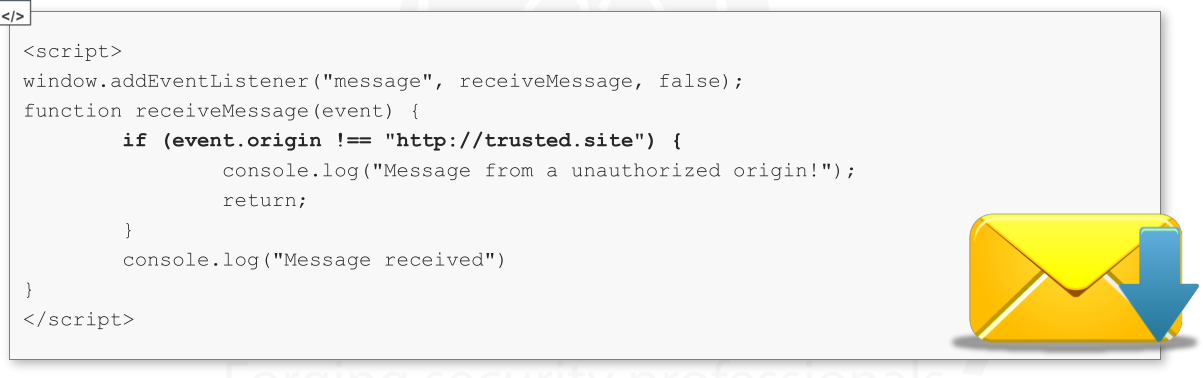 </>
<script>
window.addEventListener("message", receiveMessage, false);
function receiveMessage(event) {
if (event.origin !== "http://trusted.site") {
console.log("Message from a unauthorized origin!");
return;
}
console.log("Message received")
}
</script>
Forging security professionals